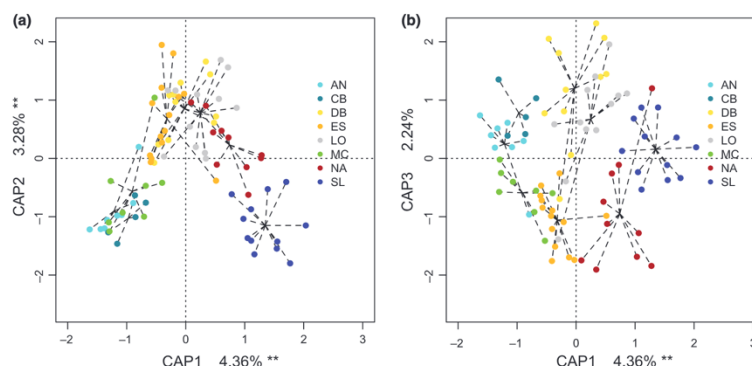 (a)
2
1
0
−1
−2
CAP2 3.28% **
−2 −1 0 1 2 3
CAP1 4.36% **
AN
CB
DB
ES
LO
MC
NA
SL
(b)
2
1
0
−1
−2
CAP3 2.24%
−2 −1 0 1 2 3
CAP1 4.36% **
AN
CB
DB
ES
LO
MC
NA
SL